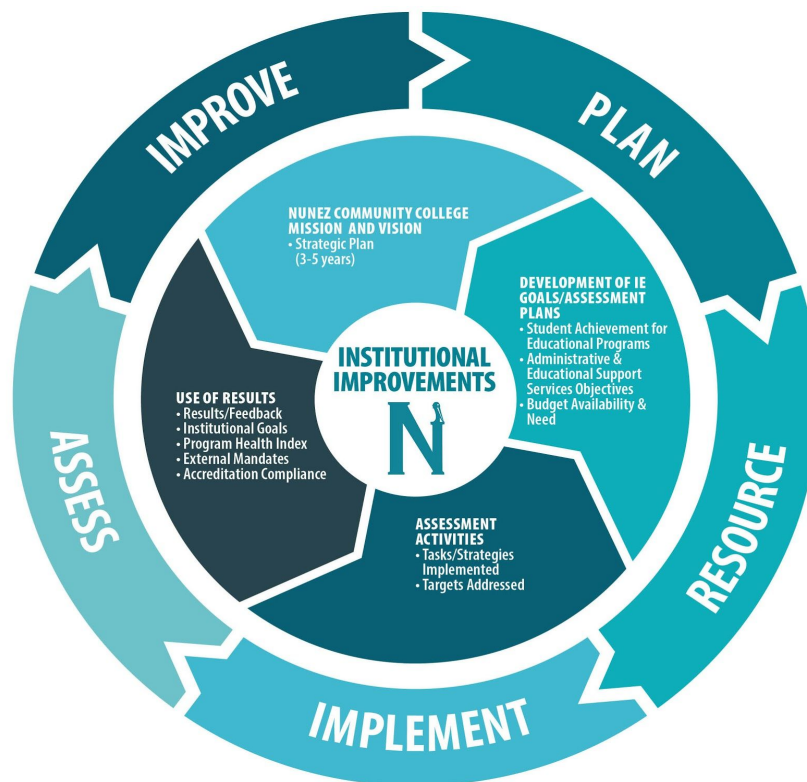 IMPROVE
PLAN
RESOURCE
IMPLEMENT
ASSESS
NUNEZ COMMUNITY COLLEGE
MISSION AND VISION
• Strategic Plan
(3-5 years)
DEVELOPMENT OF IE
GOALS/ASSESSMENT
PLANS
• Student Achievement for
Educational Programs
• Administrative &
Educational Support
Services Objectives
• Budget Availability &
Need
ASSESSMENT
ACTIVITIES
• Tasks/Strategies
Implemented
• Targets Addressed
USE OF RESULTS
• Results/Feedback
• Institutional Goals
• Program Health Index
• External Mandates
• Accreditation Compliance
INSTITUTIONAL
IMPROVEMENTS
N